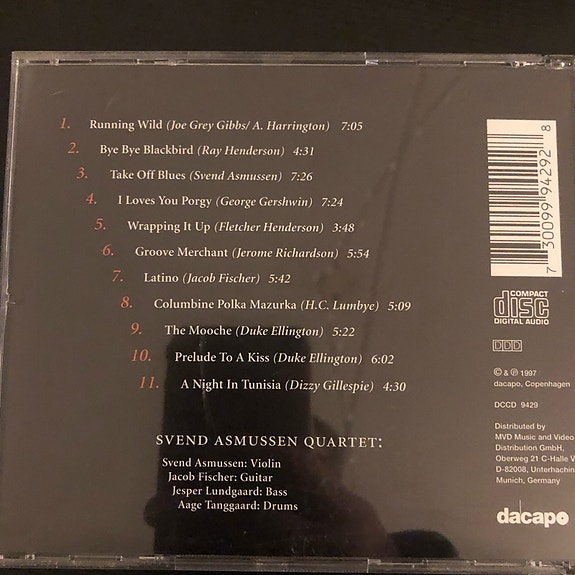 1. Running Wild (Joe Grey Gibbs/ A. Harrington) 7:05
2. Bye Bye Blackbird (Ray Henderson) 4:31
3. Take Off Blues (Svend Asmussen) 7:26
4. I Loves You Porgy (George Gershwin) 7:24
5. Wrapping It Up (Fletcher Henderson) 3:48
6. Groove Merchant (Jerome Richardson) 5:54
7. Latino (Jacob Fischer) 5:42
8. Columbine Polka Mazurka (H.C. Lumbye) 5:09
9. The Mooche (Duke Ellington) 5:22
10. Prelude To A Kiss (Duke Ellington) 6:02
11. A Night In Tunisia (Dizzy Gillespie) 4:30
SVEND ASMUSSEN QUARTET:
Svend Asmussen: Violin
Jacob Fischer: Guitar
Jesper Lundgaard: Bass
Aage Tanggaard: Drums
7 30099 94292 8
COMPACT
disc
DIGITAL AUDIO
DDD
© & ℗ 1997
dacapo, Copenhagen
DCCD 9429
Distributed by
MVD Music and Video
Distribution GmbH,
Oberweg 21 C-Halle V
D-82008, Unterhaching
Munich, Germany
dacapo